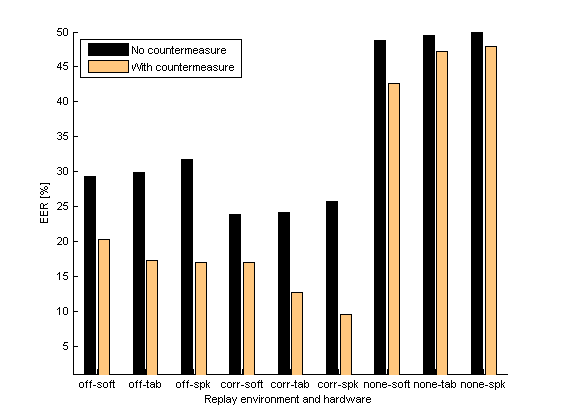 50
45
40
35
30
25
20
15
10
5
EER [%]
No countermeasure
With countermeasure
off-soft off-tab off-spk corr-soft corr-tab corr-spk none-soft none-tab none-spk
Replay environment and hardware